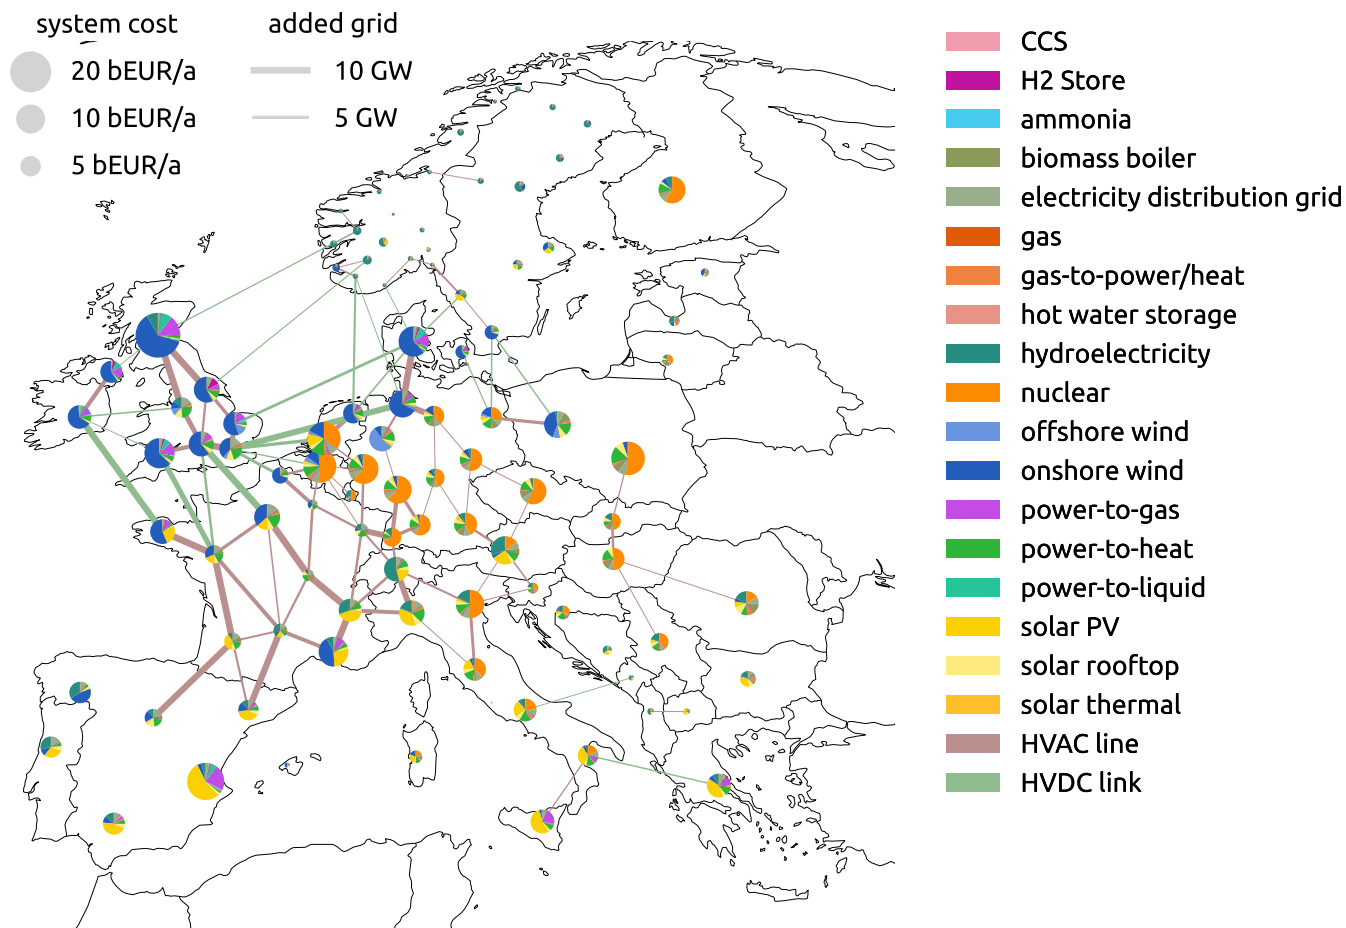 system cost
20 bEUR/a
10 bEUR/a
5 bEUR/a
added grid
10 GW
5 GW
CCS
H2 Store
ammonia
biomass boiler
electricity distribution grid
gas
gas-to-power/heat
hot water storage
hydroelectricity
nuclear
offshore wind
onshore wind
power-to-gas
power-to-heat
power-to-liquid
solar PV
solar rooftop
solar thermal
HVAC line
HVDC link